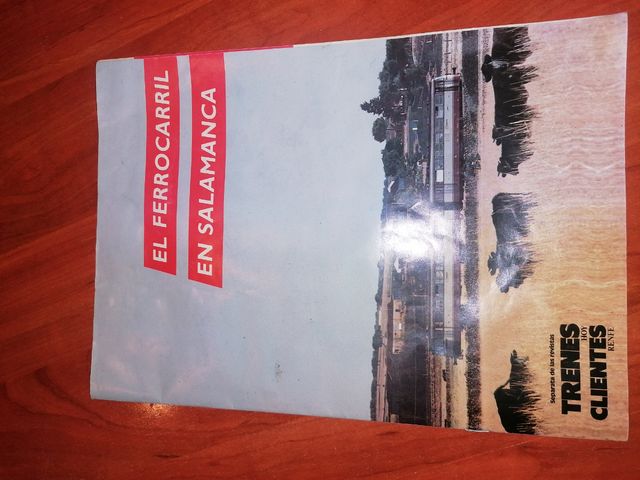 EL FERROCARRIL
EN SALAMANCA
Separata de las revistas
TRENES
HOY
CLIENTES
RENFE